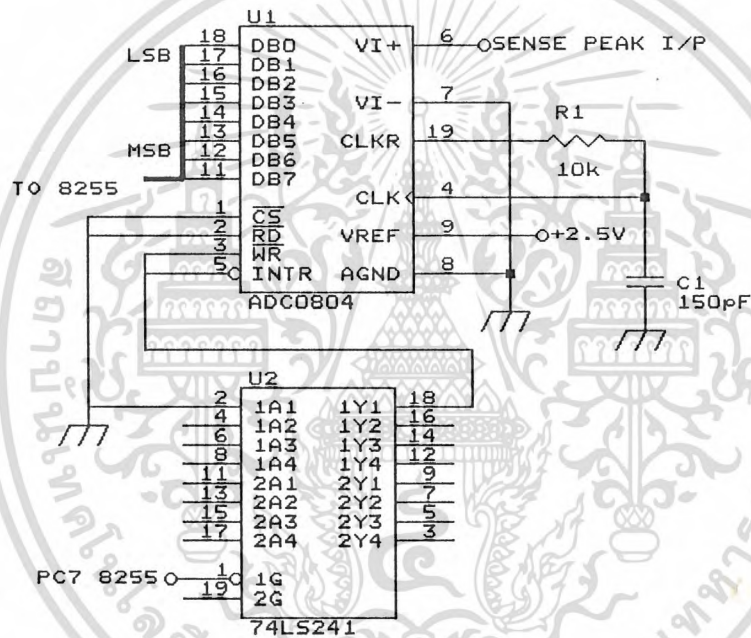 U1
18 DB0 VI+ 6 SENSE PEAK I/P
LSB 17 DB1
16 DB2
15 DB3 VI- 7
14 DB4
13 DB5 CLKR 19 R1
MSB 12 DB6 10k
11 DB7
TO 8255
CLK 4
1 CS
2 RD VREF 9 +2.5V
3 WR
5 INTR AGND 8
C1
150pF
ADC0804
U2
2 1A1 1Y1 18
4 1A2 1Y2 16
6 1A3 1Y3 14
8 1A4 1Y4 12
11 2A1 2Y1 9
13 2A2 2Y2 7
15 2A3 2Y3 5
17 2A4 2Y4 3
PC7 8255 1 1G
19 2G
74LS241